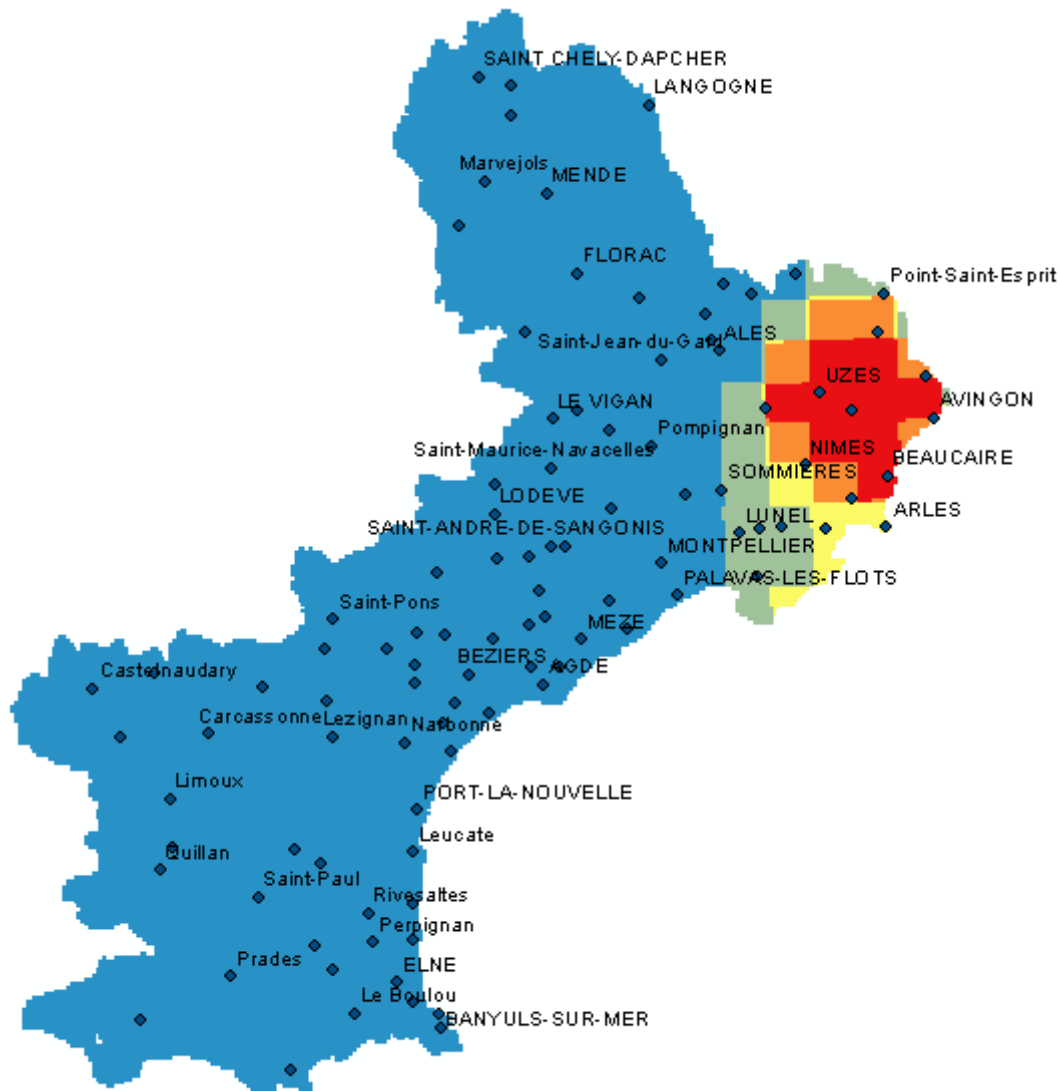 SAINT CHELY-DAPCHER
LANGOGNE
Marvejols
MENDE
FLORAC
Point-Saint-Esprit
ALES
Saint-Jean-du-Gard
UZES
LE VIGAN
AVINGON
Pompignan
Saint-Maurice-Navacelles
NIMES
BEAUCAIRE
SOMMIERES
LODEVE
LUNEL
ARLES
SAINT-ANDRE-DE-SANGONIS
MONTPELLIER
PALAVAS-LES-FLOTS
Saint-Pons
MEZE
BEZIERS
AGDE
Castelnaudary
Carcassonne
Lezignan
Narbonne
Limoux
PORT-LA-NOUVELLE
Leucate
Quillan
Saint-Paul
Rivesaltes
Perpignan
Prades
ELNE
Le Boulou
BANYULS-SUR-MER